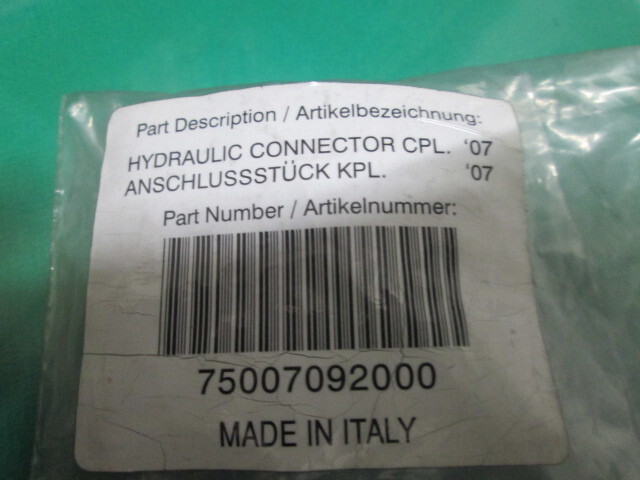 Part Description / Artikelbezeichnung:
HYDRAULIC CONNECTOR CPL. '07
ANSCHLUSSSTÜCK KPL. '07
Part Number / Artikelnummer:
75007092000
MADE IN ITALY